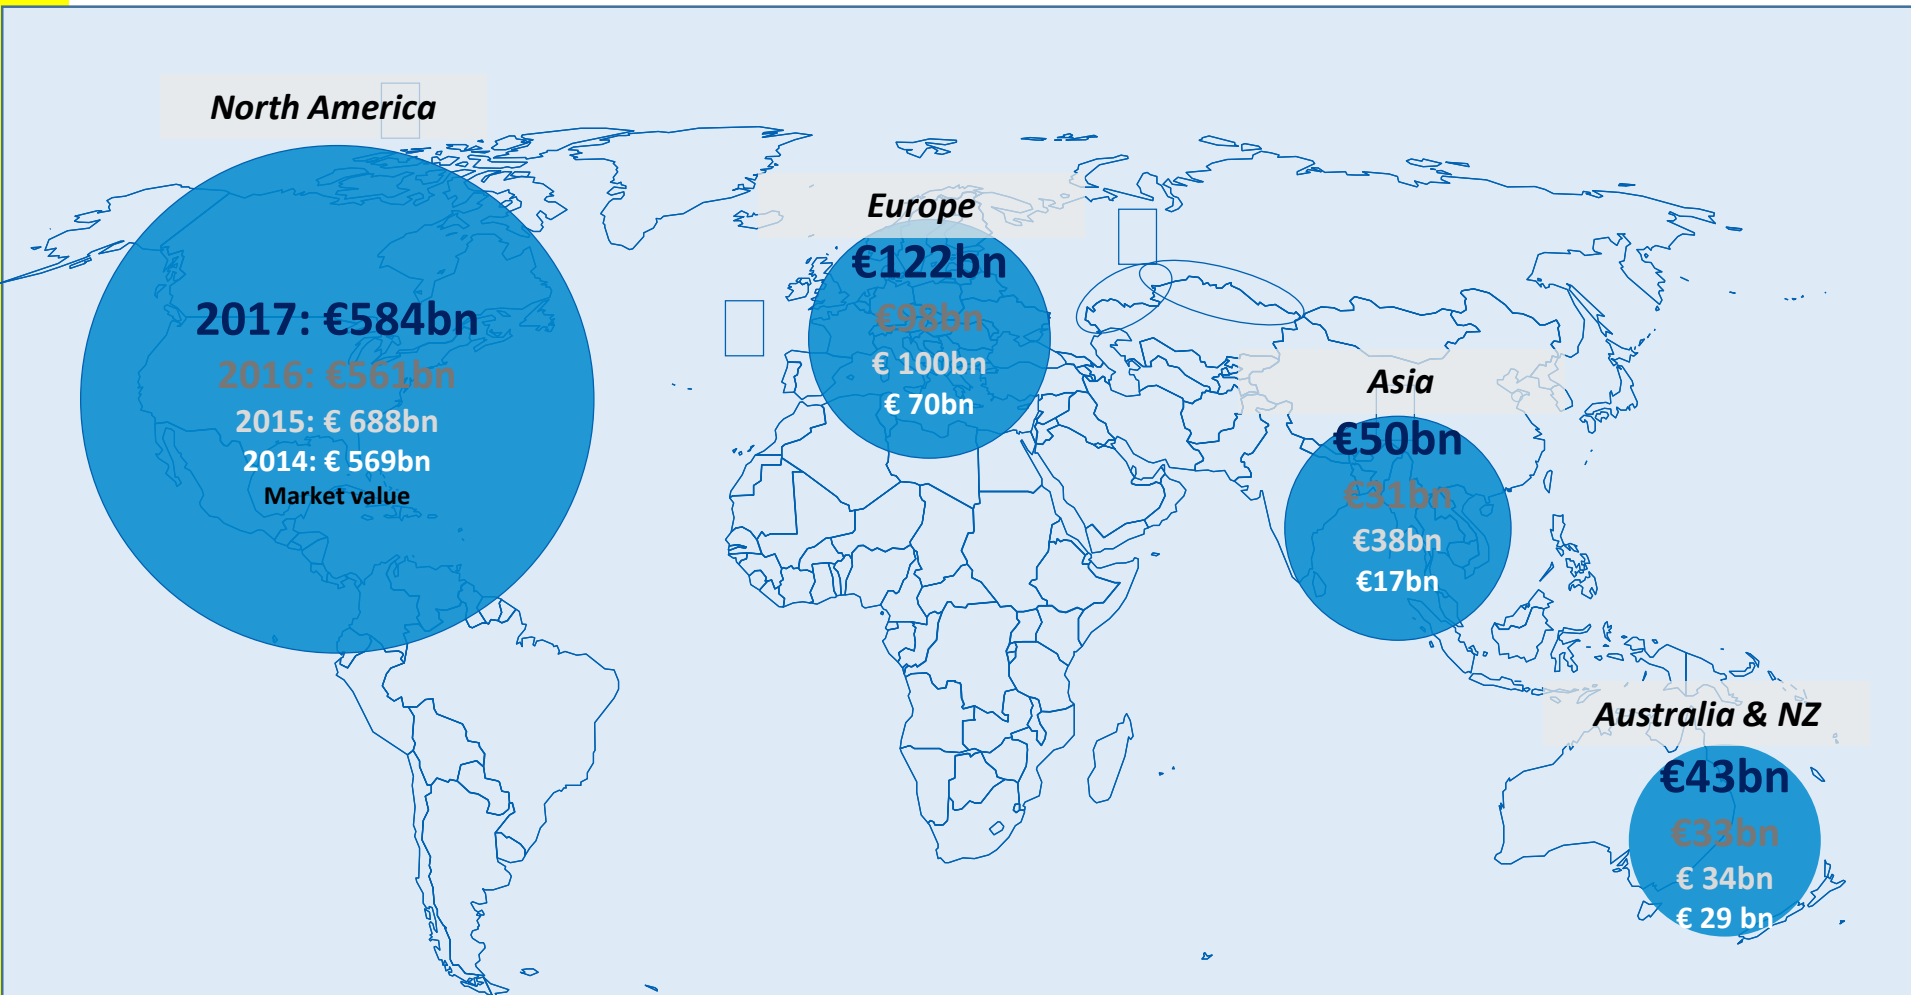 North America
2017: €584bn
2016: €561bn
2015: € 688bn
2014: € 569bn
Market value
Europe
€122bn
€98bn
€ 100bn
€ 70bn
Asia
€50bn
€31bn
€38bn
€17bn
Australia & NZ
€43bn
€33bn
€ 34bn
€ 29 bn